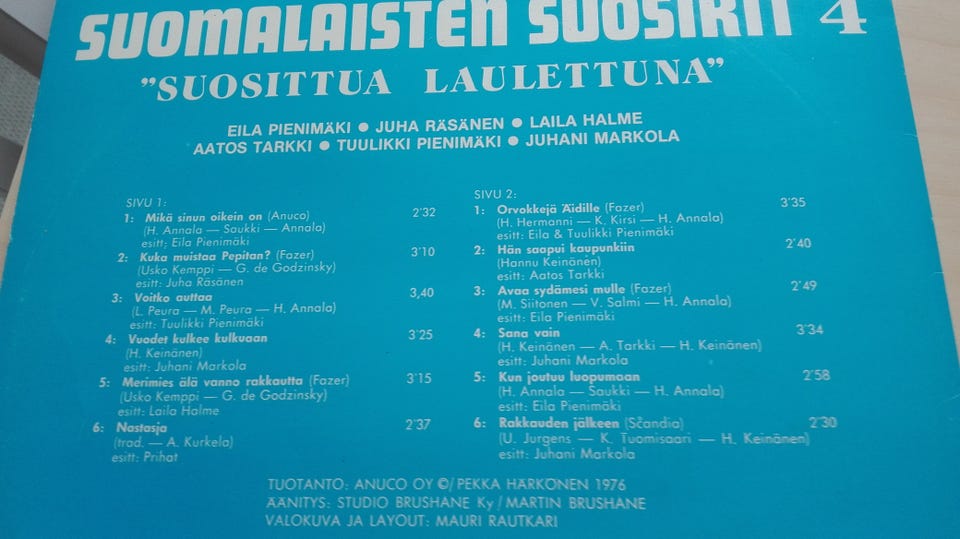 SUOMALAISTEN SUOSIKIT 4
"SUOSITTUA LAULETTUNA"
EILA PIENIMÄKI ● JUHA RÄSÄNEN ● LAILA HALME
AATOS TARKKI ● TUULIKKI PIENIMÄKI ● JUHANI MARKOLA
SIVU 1:
1: Mikä sinun oikein on (Anuco) 2'32
(H. Annala — Saukki — Annala)
esitt: Eila Pienimäki
2: Kuka muistaa Pepitan? (Fazer) 3'10
(Usko Kemppi — G. de Godzinsky)
esitt: Juha Räsänen
3: Voitko auttaa 3,40
(L. Peura — M. Peura — H. Annala)
esitt: Tuulikki Pienimäki
4: Vuodet kulkee kulkuaan 3'25
(H. Keinänen)
esitt: Juhani Markola
5: Merimies älä vanno rakkautta (Fazer) 3'15
(Usko Kemppi — G. de Godzinsky)
esitt: Laila Halme
6: Nastasja 2'37
(trad. — A. Kurkela)
esitt: Prihat
SIVU 2:
1: Orvokkejä Äidille (Fazer) 3'35
(H. Hermanni — K. Kirsi — H. Annala)
esitt: Eila & Tuulikki Pienimäki
2: Hän saapui kaupunkiin 2'40
(Hannu Keinänen)
esitt: Aatos Tarkki
3: Avaa sydämesi mulle (Fazer) 2'49
(M. Siitonen — V. Salmi — H. Annala)
esitt: Eila Pienimäki
4: Sana vain 3'34
(H. Keinänen — A. Tarkki — H. Keinänen)
esitt: Juhani Markola
5: Kun joutuu luopumaan 2'58
(H. Annala — Saukki — H. Annala)
esitt: Eila Pienimäki
6: Rakkauden jälkeen (Scandia) 2'30
(U. Jurgens — K. Tuomisaari — H. Keinänen)
esitt: Juhani Markola
TUOTANTO: ANUCO OY ©/PEKKA HÄRKÖNEN 1976
ÄÄNITYS: STUDIO BRUSHANE Ky/MARTIN BRUSHANE
VALOKUVA JA LAYOUT: MAURI RAUTKARI